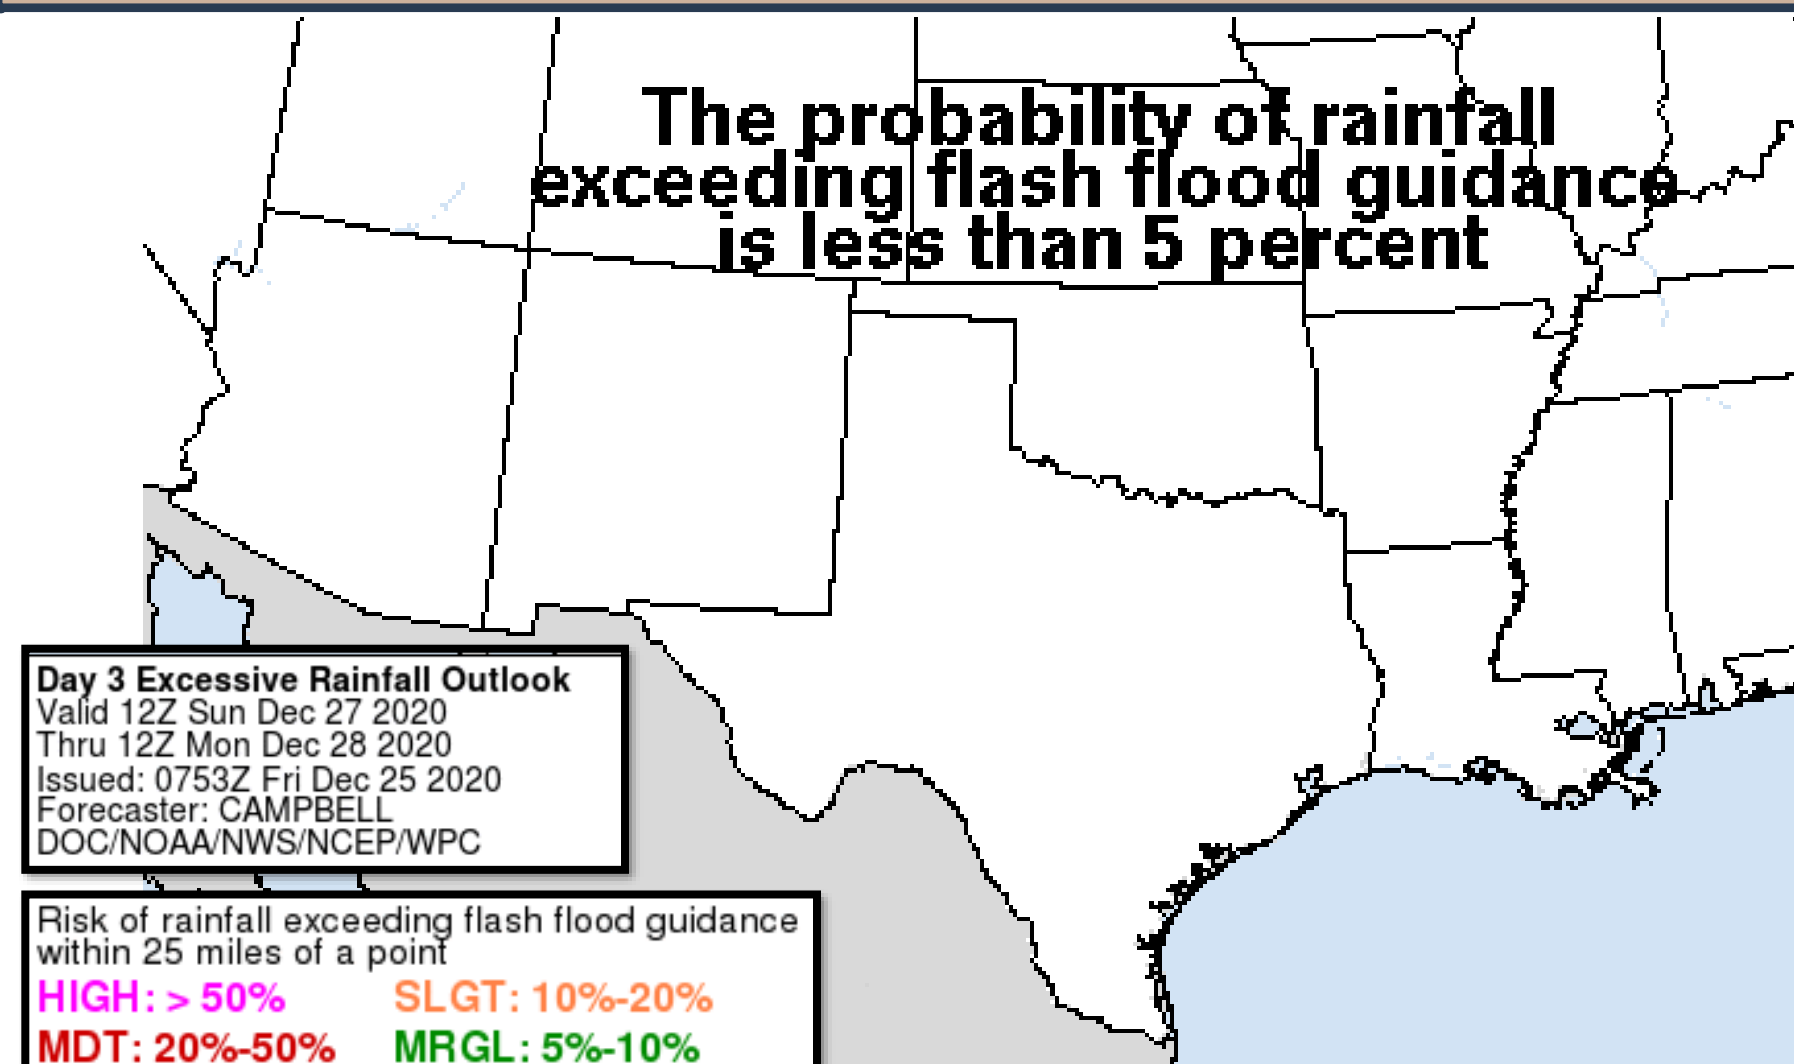 The probability of rainfall
exceeding flash flood guidance
is less than 5 percent
Day 3 Excessive Rainfall Outlook
Valid 12Z Sun Dec 27 2020
Thru 12Z Mon Dec 28 2020
Issued: 0753Z Fri Dec 25 2020
Forecaster: CAMPBELL
DOC/NOAA/NWS/NCEP/WPC
Risk of rainfall exceeding flash flood guidance
within 25 miles of a point
HIGH: > 50% SLGT: 10%-20%
MDT: 20%-50% MRGL: 5%-10%